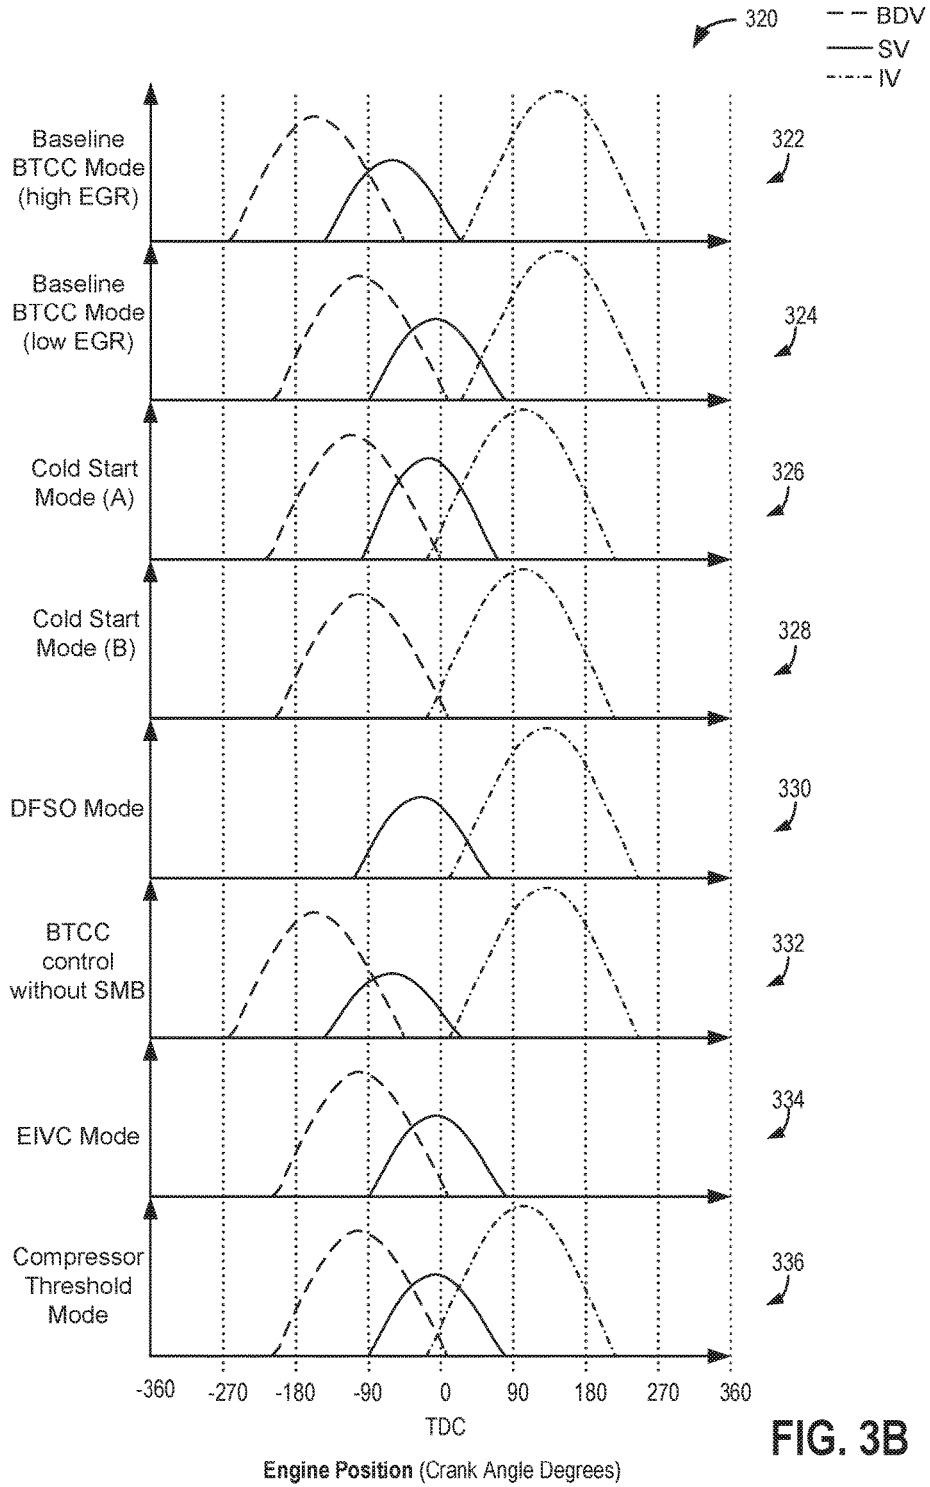 320
BDV
SV
IV
Baseline
BTCC Mode
(high EGR)
322
Baseline
BTCC Mode
(low EGR)
324
Cold Start
Mode (A)
326
Cold Start
Mode (B)
328
DFSO Mode
330
BTCC
control
without SMB
332
EIVC Mode
334
Compressor
Threshold
Mode
336
-360 -270 -180 -90 0 90 180 270 360
TDC
Engine Position (Crank Angle Degrees)
FIG. 3B